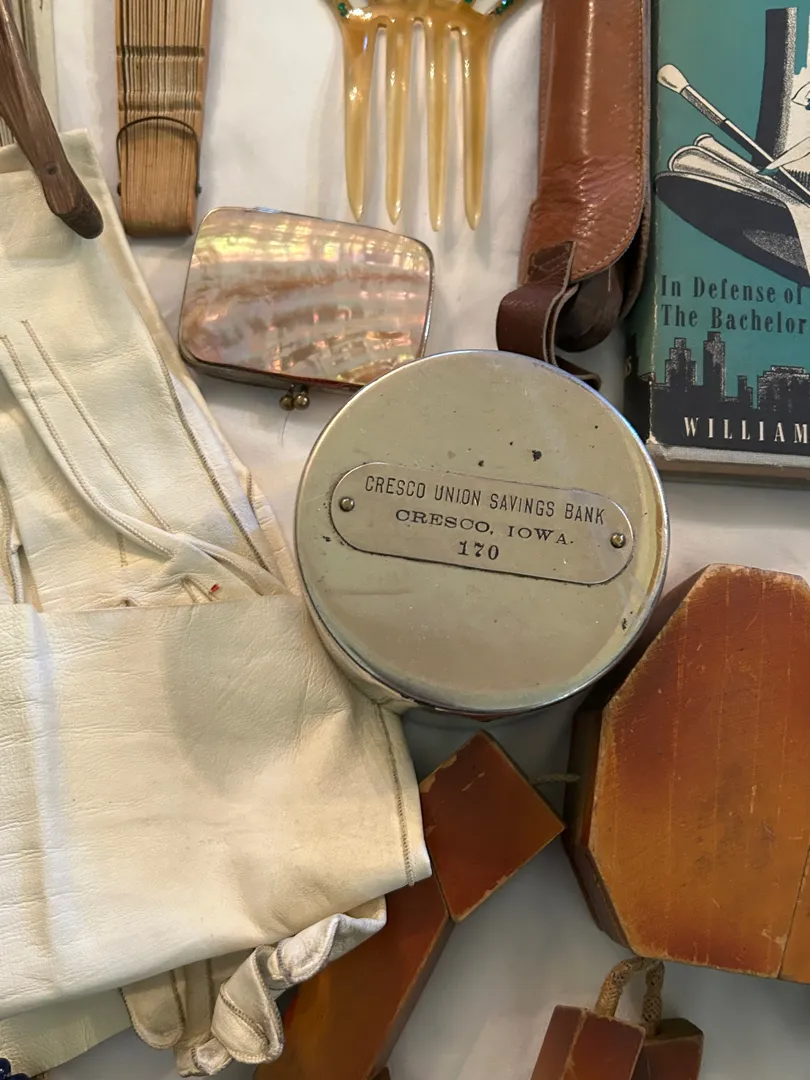 In Defense of
The Bachelor
WILLIAM
CRESCO UNION SAVINGS BANK
CRESCO, IOWA.
170